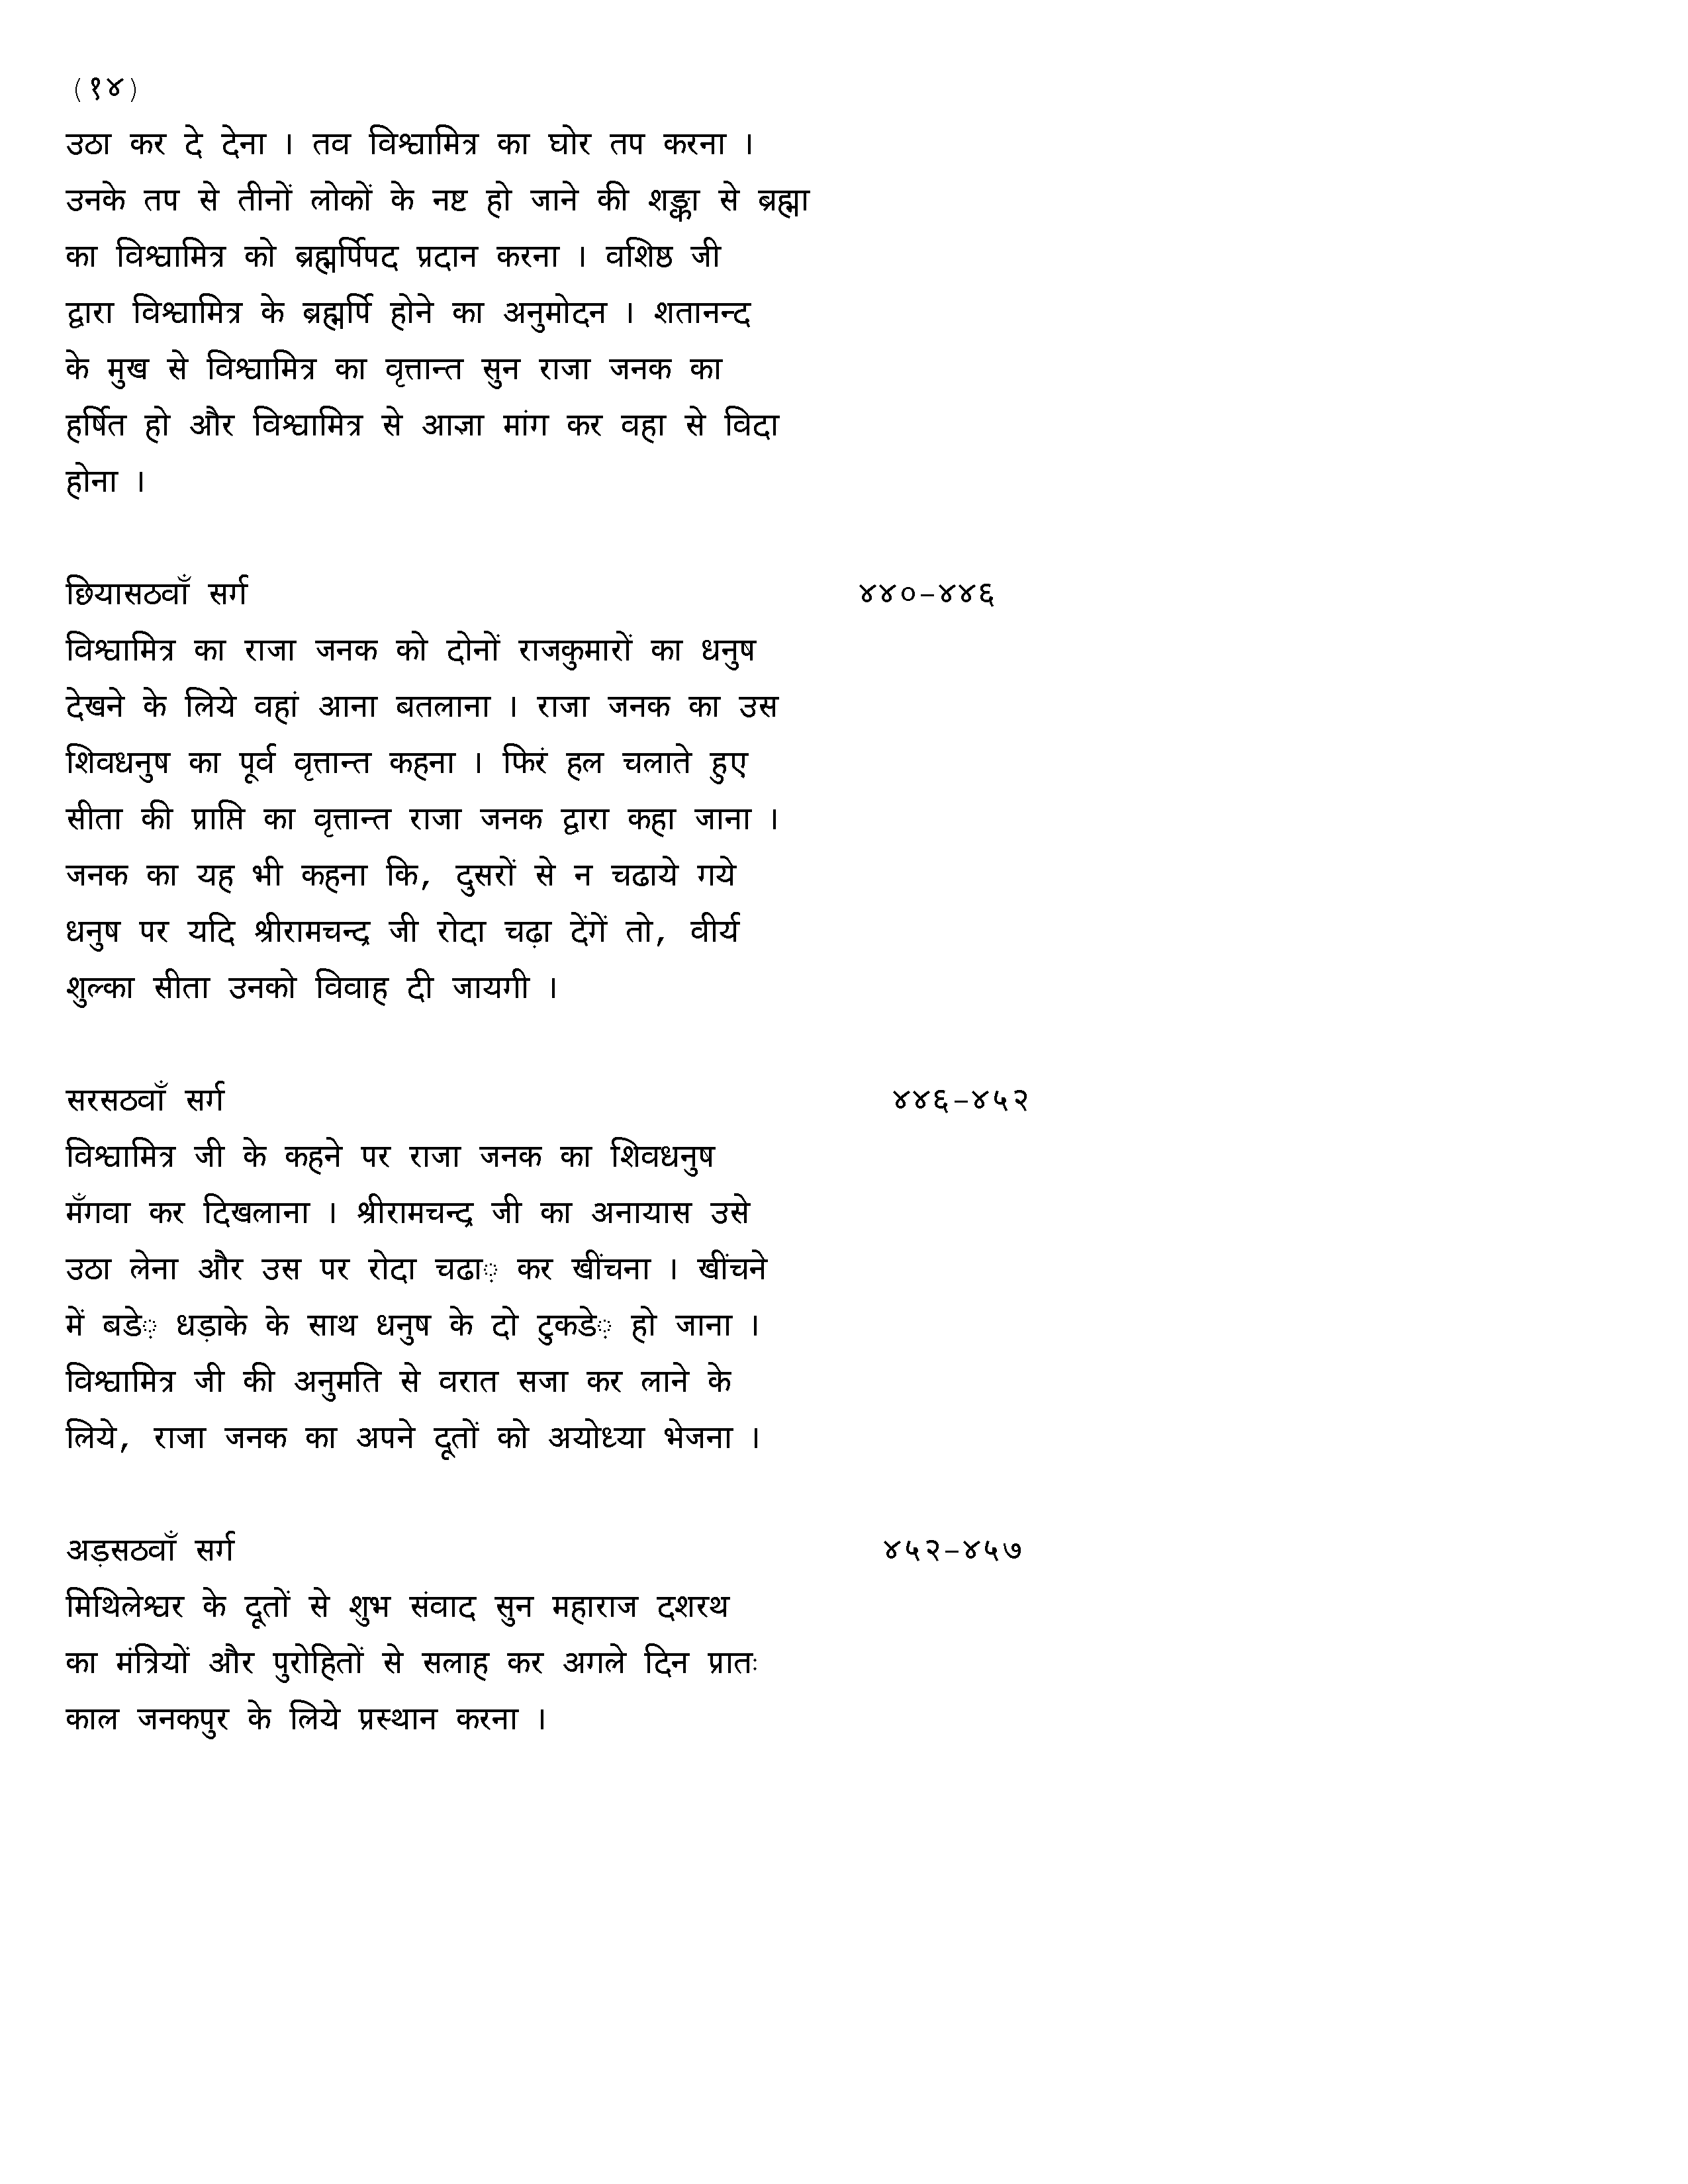 (१४)
उठा कर दे देना । तव विश्वामित्र का घोर तप करना ।
उनके तप से तीनों लोकों के नष्ट हो जाने की शङ्का से ब्रह्मा
का विश्वामित्र को ब्रह्मर्पिपद प्रदान करना । वशिष्ठ जी
द्वारा विश्वामित्र के ब्रह्मर्पि होने का अनुमोदन । शतानन्द
के मुख से विश्वामित्र का वृत्तान्त सुन राजा जनक का
हर्षित हो और विश्वामित्र से आज्ञा मांग कर वहा से विदा
होना ।
छियासठवाँ सर्ग ४४०-४४६
विश्वामित्र का राजा जनक को दोनों राजकुमारों का धनुष
देखने के लिये वहां आना बतलाना । राजा जनक का उस
शिवधनुष का पूर्व वृत्तान्त कहना । फिरं हल चलाते हुए
सीता की प्राप्ति का वृत्तान्त राजा जनक द्वारा कहा जाना ।
जनक का यह भी कहना कि, दुसरों से न चढाये गये
धनुष पर यदि श्रीरामचन्द्र जी रोदा चढ़ा देंगें तो, वीर्य
शुल्का सीता उनको विवाह दी जायगी ।
सरसठवाँ सर्ग ४४६-४५२
विश्वामित्र जी के कहने पर राजा जनक का शिवधनुष
मँगवा कर दिखलाना । श्रीरामचन्द्र जी का अनायास उसे
उठा लेना और उस पर रोदा चढा़ कर खींचना । खींचने
में बडे़ धड़ाके के साथ धनुष के दो टुकडे़ हो जाना ।
विश्वामित्र जी की अनुमति से वरात सजा कर लाने के
लिये, राजा जनक का अपने दूतों को अयोध्या भेजना ।
अड़सठवाँ सर्ग ४५२-४५७
मिथिलेश्वर के दूतों से शुभ संवाद सुन महाराज दशरथ
का मंत्रियों और पुरोहितों से सलाह कर अगले दिन प्रातः
काल जनकपुर के लिये प्रस्थान करना ।